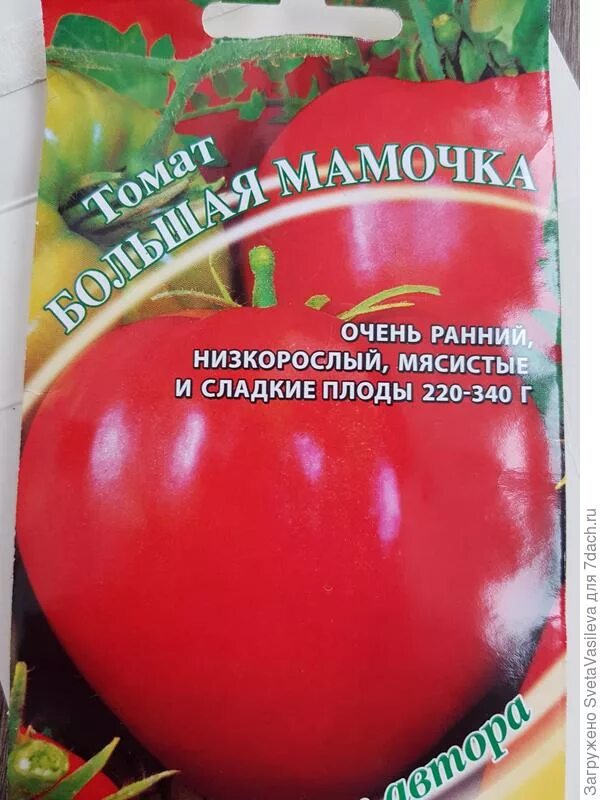 Томат
БОЛЬШАЯ МАМОЧКА
ОЧЕНЬ РАННИЙ,
НИЗКОРОСЛЫЙ, МЯСИСТЫЕ
И СЛАДКИЕ ПЛОДЫ 220-340 Г
автора
Загружено SvetaVasileva для 7dach.ru